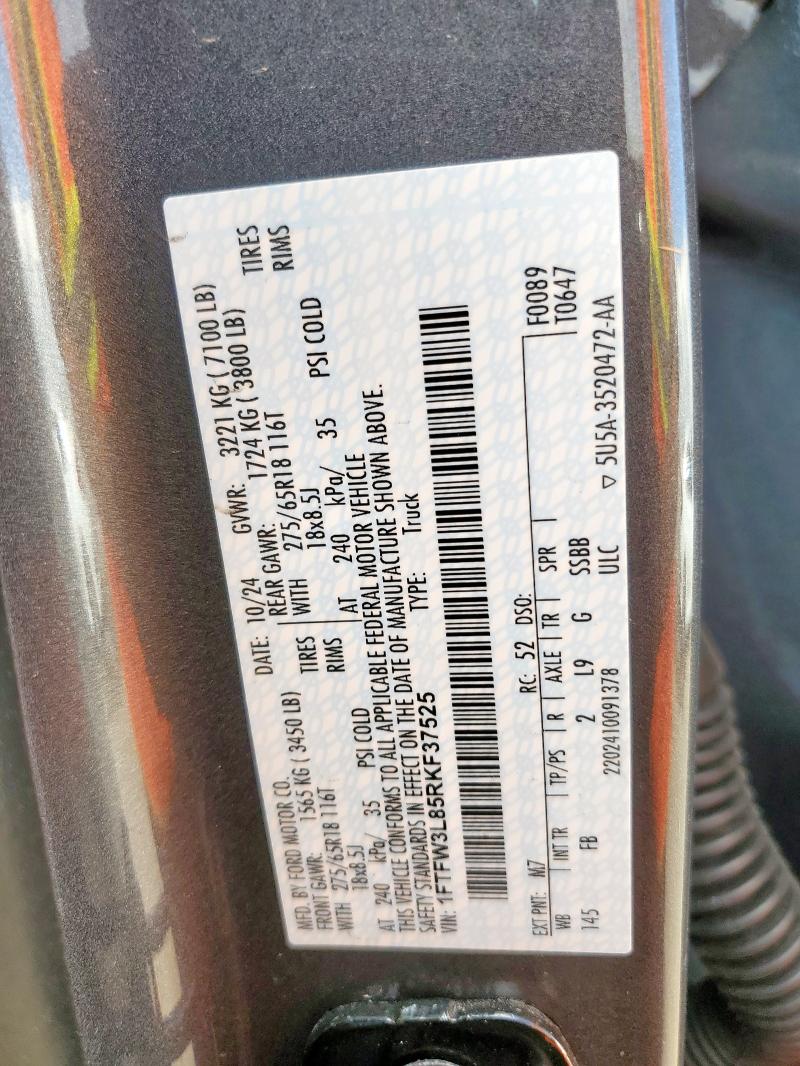 MFD. BY FORD MOTOR CO. DATE: 10/24 GVWR: 3221 KG ( 7100 LB)
FRONT GAWR: 1565 KG ( 3450 LB) REAR GAWR: 1724 KG ( 3800 LB)
WITH 275/65R18 116T TIRES WITH 275/65R18 116T TIRES
18x8.5J RIMS 18x8.5J RIMS
AT 240 kPa/ 35 PSI COLD AT 240 kPa/ 35 PSI COLD
THIS VEHICLE CONFORMS TO ALL APPLICABLE FEDERAL MOTOR VEHICLE
SAFETY STANDARDS IN EFFECT ON THE DATE OF MANUFACTURE SHOWN ABOVE.
VIN: 1FTFW3L85RKF37525 TYPE: Truck
EXT PNT: M7 RC: 52 DSO: F0089
WB INT TR TP/PS R AXLE TR SPR T0647
145 FB 2 L9 G SSBB
2202410091378 ULC ▽ 5U5A-3520472-AA